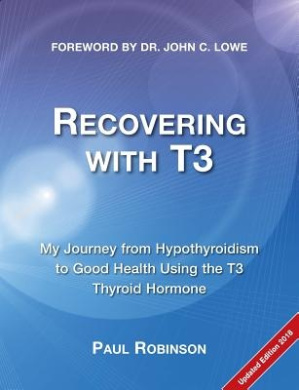 FOREWORD BY DR. JOHN C. LOWE
RECOVERING
WITH T3
My Journey from Hypothyroidism
to Good Health Using the T3
Thyroid Hormone
PAUL ROBINSON
Updated Edition 2018